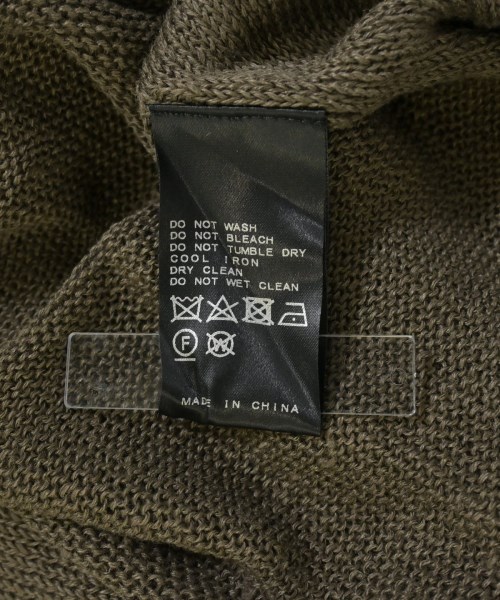 DO NOT WASH
DO NOT BLEACH
DO NOT TUMBLE DRY
COOL IRON
DRY CLEAN
DO NOT WET CLEAN
F W
MADE IN CHINA